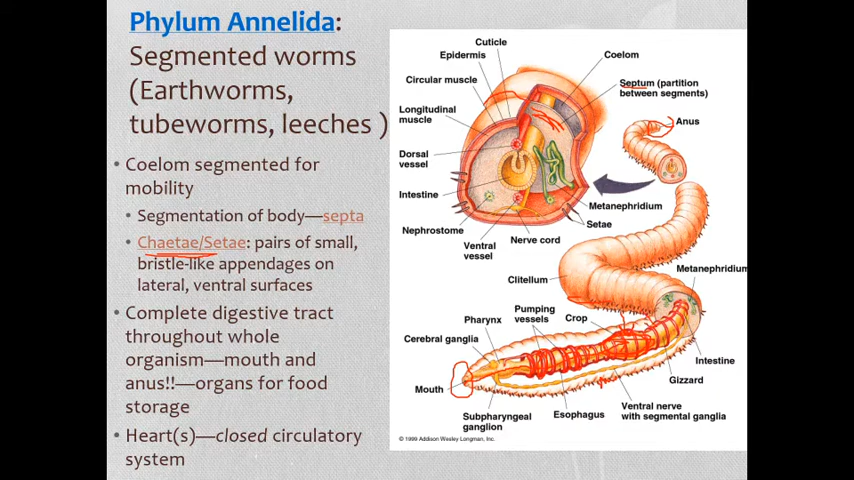 Phylum Annelida:
Segmented worms
(Earthworms,
tubeworms, leeches )
• Coelom segmented for
mobility
• Segmentation of body—septa
• Chaetae/Setae: pairs of small,
bristle-like appendages on
lateral, ventral surfaces
• Complete digestive tract
throughout whole
organism—mouth and
anus!!—organs for food
storage
• Heart(s)—closed circulatory
system
Cuticle
Epidermis
Circular muscle
Longitudinal
muscle
Dorsal
vessel
Intestine
Nephrostome
Ventral
vessel
Nerve cord
Setae
Metanephridium
Coelom
Septum (partition
between segments)
Anus
Clitellum
Metanephridium
Pumping
vessels
Crop
Pharynx
Cerebral ganglia
Mouth
Subpharyngeal
ganglion
Esophagus
Ventral nerve
with segmental ganglia
Gizzard
Intestine
© 1999 Addison Wesley Longman, Inc.